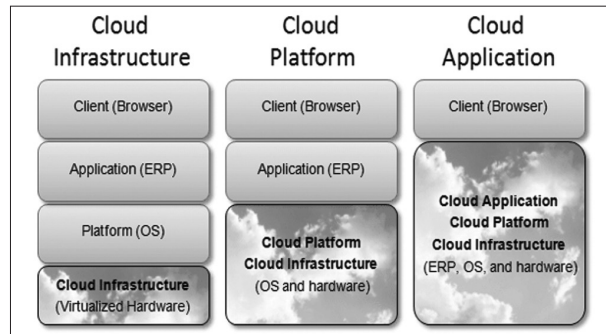 Cloud
Infrastructure
Client (Browser)
Application (ERP)
Platform (OS)
Cloud Infrastructure
(Virtualized Hardware)
Cloud
Platform
Client (Browser)
Application (ERP)
Cloud Platform
Cloud Infrastructure
(OS and hardware)
Cloud
Application
Client (Browser)
Cloud Application
Cloud Platform
Cloud Infrastructure
(ERP, OS, and hardware)